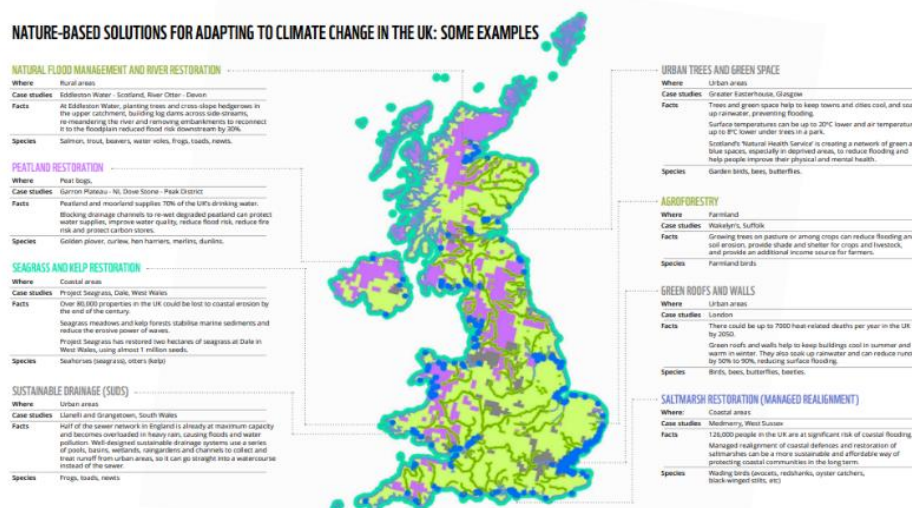 NATURE-BASED SOLUTIONS FOR ADAPTING TO CLIMATE CHANGE IN THE UK: SOME EXAMPLES
NATURAL FLOOD MANAGEMENT AND RIVER RESTORATION
Where Rural areas
Case studies Eddleston Water - Scotland, River Otter - Devon
Facts At Eddleston Water, planting trees and cross-slope hedgerows in
the upper catchment, building log dams across side-streams,
re-meandering the river and removing embankments to reconnect
it to the floodplain reduced flood risk downstream by 30%.
Species Salmon, trout, beavers, water voles, frogs, toads, newts.
PEATLAND RESTORATION
Where Peat bogs,
Case studies Garron Plateau - NI, Dove Stone - Peak District
Facts Peatland and moorland supplies 70% of the UK's drinking water.
Blocking drainage channels to re-wet degraded peatland can protect
water supplies, improve water quality, reduce flood risk, reduce fire
risk and protect carbon stores.
Species Golden plover, curlew, hen harriers, merlins, dunlins.
SEAGRASS AND KELP RESTORATION
Where Coastal areas
Case studies Project Seagrass, Dale, West Wales
Facts Over 80,000 properties in the UK could be lost to coastal erosion by
the end of the century.
Seagrass meadows and kelp forests stabilise marine sediments and
reduce the erosive power of waves.
Project Seagrass has restored two hectares of seagrass at Dale in
West Wales, using almost 1 million seeds.
Species Seahorses (seagrass), otters (kelp)
SUSTAINABLE DRAINAGE (SUDS)
Where Urban areas
Case studies Llanelli and Grangetown, South Wales
Facts Half of the sewer network in England is already at maximum capacity
and becomes overloaded in heavy rain, causing floods and water
pollution. Well-designed sustainable drainage systems use a series
of pools, basins, wetlands, raingardens and channels to collect and
treat runoff from urban areas, so it can go straight into a watercourse
instead of the sewer.
Species Frogs, toads, newts
URBAN TREES AND GREEN SPACE
Where Urban areas
Case studies Greater Easterhouse, Glasgow
Facts Trees and green space help to keep towns and cities cool, and
up rainwater, preventing flooding.
Surface temperatures can be up to 20°C lower and air
up to 8°C lower under trees in a park.
Scotland's 'Natural Health Service' is creating a network of green
blue spaces, especially in deprived areas, to reduce flooding and
help people improve their physical and mental health.
Species Garden birds, bees, butterflies.
AGROFORESTRY
Where Farmland
Case studies Wakelyn's, Suffolk
Facts Growing trees on pasture or among crops can reduce flooding
soil erosion, provide shade and shelter for crops and livestock,
and provide an additional income source for farmers.
Species Farmland birds
GREEN ROOFS AND WALLS
Where Urban areas
Case studies London
Facts There could be up to 7000 heat-related deaths per year in the UK
by 2050.
Green roofs and walls help to keep buildings cool in summer and
warm in winter. They also soak up rainwater and can reduce
by 50% to 90%, reducing surface flooding.
Species Birds, bees, butterflies, beetles.
SALTMARSH RESTORATION (MANAGED REALIGNMENT)
Where: Coastal areas
Case studies Medmerry, West Sussex
Facts 126,000 people in the UK are at significant risk of coastal flooding.
Managed realignment of coastal defences and restoration of
saltmarshes can be a more sustainable and affordable way of
protecting coastal communities in the long term.
Species Wading birds (avocets, redshanks, oyster catchers,
black-winged stilts, etc)